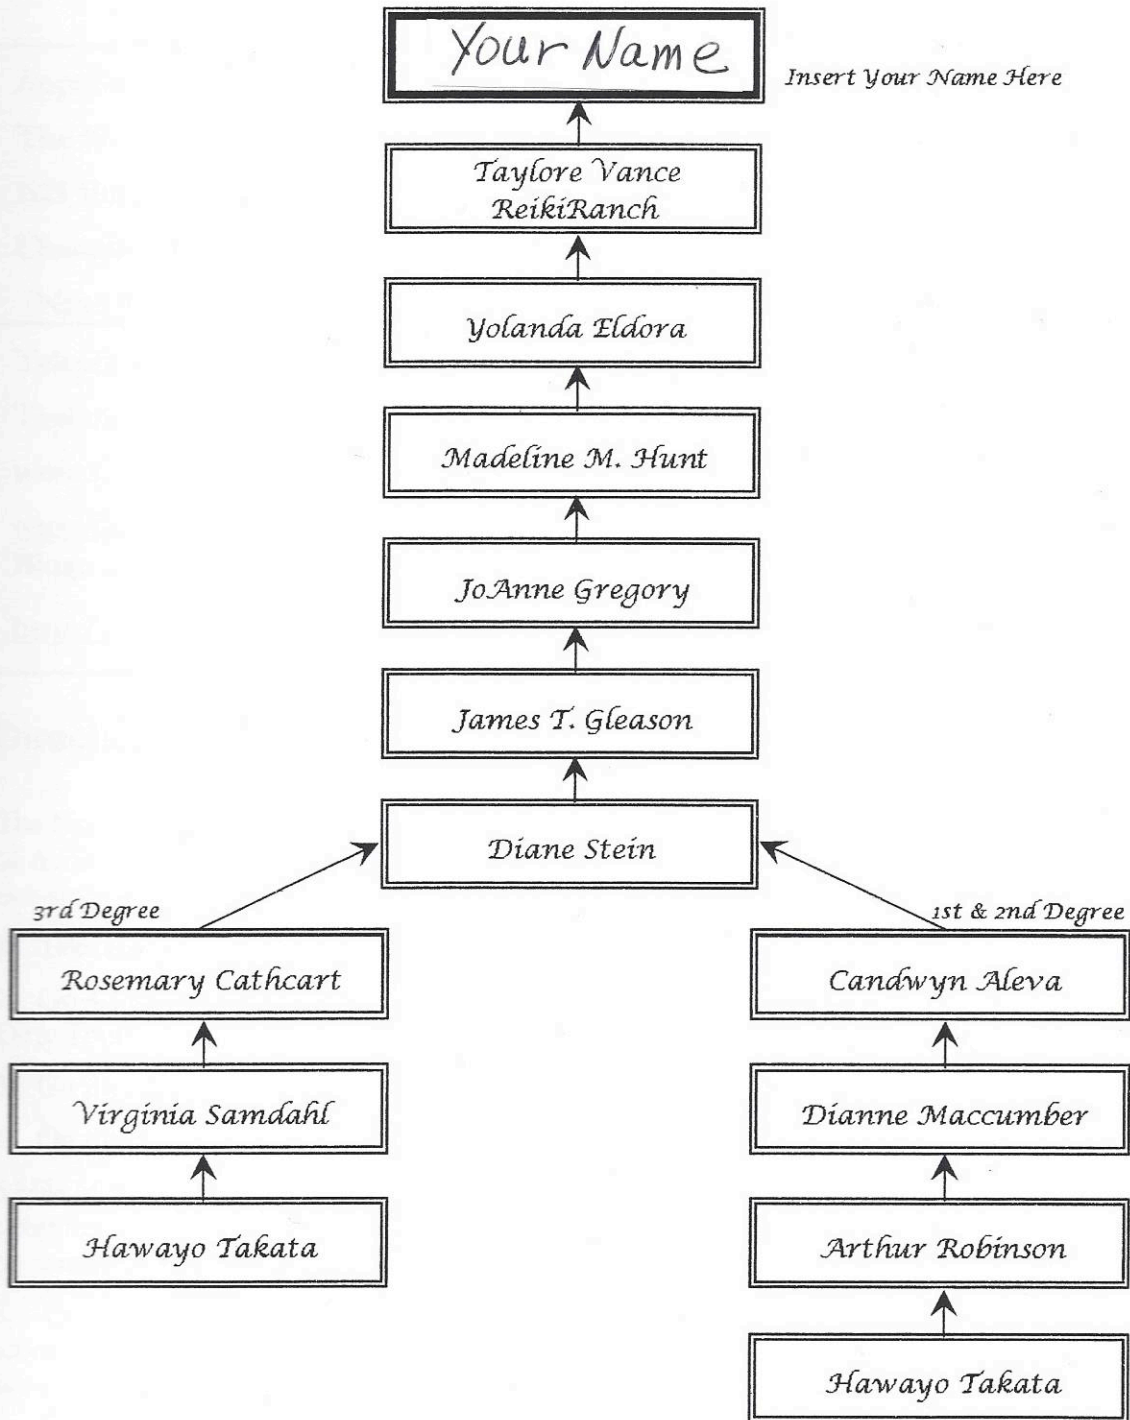 Your Name
Insert Your Name Here
Taylore Vance
ReikiRanch
Yolanda Eldora
Madeline M. Hunt
JoAnne Gregory
James T. Gleason
Diane Stein
3rd Degree
1st & 2nd Degree
Rosemary Cathcart
Candwyn Aleva
Virginia Samdahl
Dianne Maccumber
Hawayo Takata
Arthur Robinson
Hawayo Takata